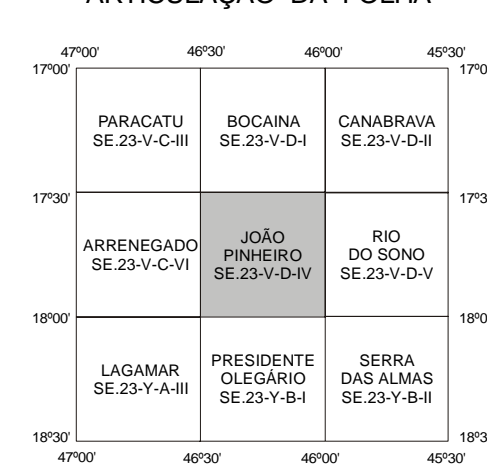 ARTICULAÇÃO DA FOLHA
47º00' 46º30' 46º00' 45º30'
17º00' 17º0
PARACATU
SE.23-V-C-III
BOCAINA
SE.23-V-D-I
CANABRAVA
SE.23-V-D-II
17º30' 17º3
ARRENEGADO
SE.23-V-C-VI
JOÃO
PINHEIRO
SE.23-V-D-IV
RIO
DO SONO
SE.23-V-D-V
18º00' 18º0
LAGAMAR
SE.23-Y-A-III
PRESIDENTE
OLEGÁRIO
SE.23-Y-B-I
SERRA
DAS ALMAS
SE.23-Y-B-II
18º30' 18º3
47º00' 46º30' 46º00' 45º30'